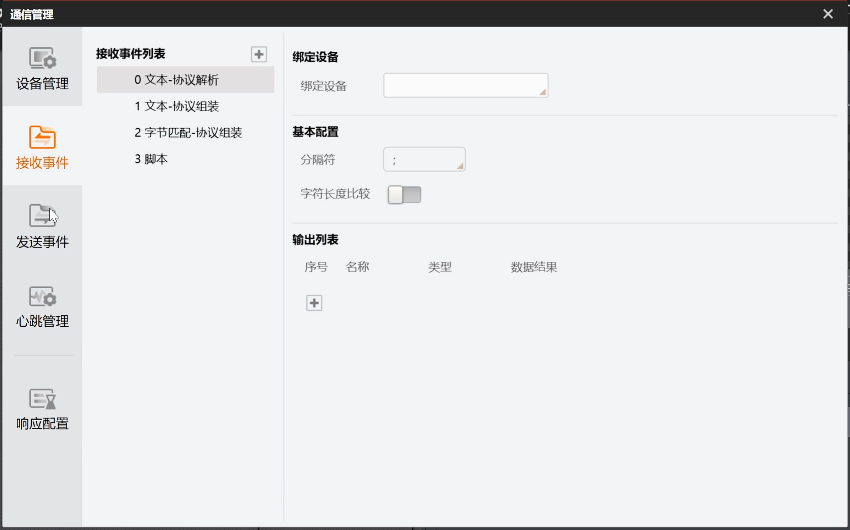 通信管理
设备管理
接收事件
发送事件
心跳管理
响应配置
接收事件列表
0 文本-协议解析
1 文本-协议组装
2 字节匹配-协议组装
3 脚本
绑定设备
绑定设备
基本配置
分隔符 ;
字符长度比较
输出列表
序号 名称 类型 数据结果